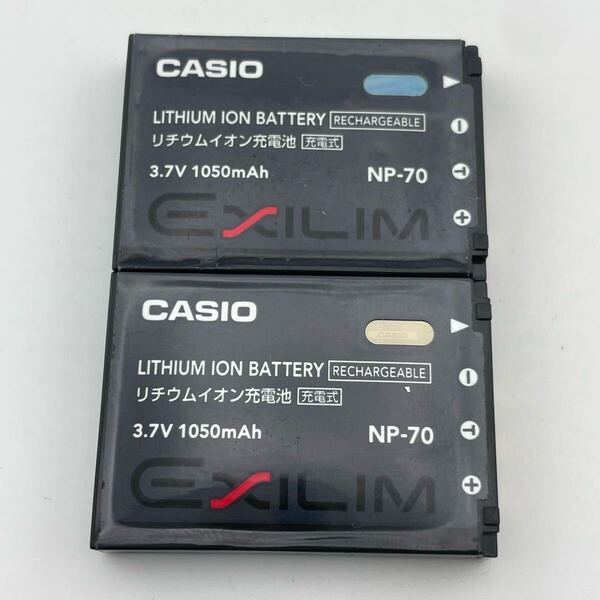 CASIO
LITHIUM ION BATTERY RECHARGEABLE
リチウムイオン充電池 充電式
3.7V 1050mAh NP-70
EXILIM
- T +
CASIO
CASIO
LITHIUM ION BATTERY RECHARGEABLE
リチウムイオン充電池 充電式
3.7V 1050mAh NP-70
EXILIM
- T +